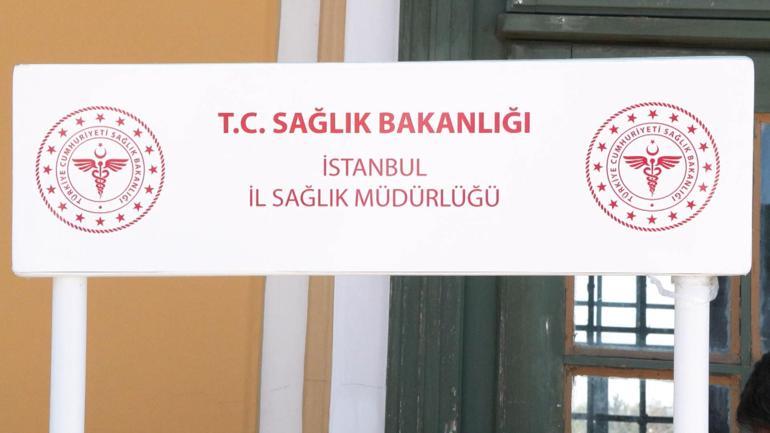 T.C. SAĞLIK BAKANLIĞI
İSTANBUL
İL SAĞLIK MÜDÜRLÜĞÜ
TÜRKİYE CUMHURİYETİ SAĞLIK BAKANLIĞI
TÜRKİYE CUMHURİYETİ SAĞLIK BAKANLIĞI